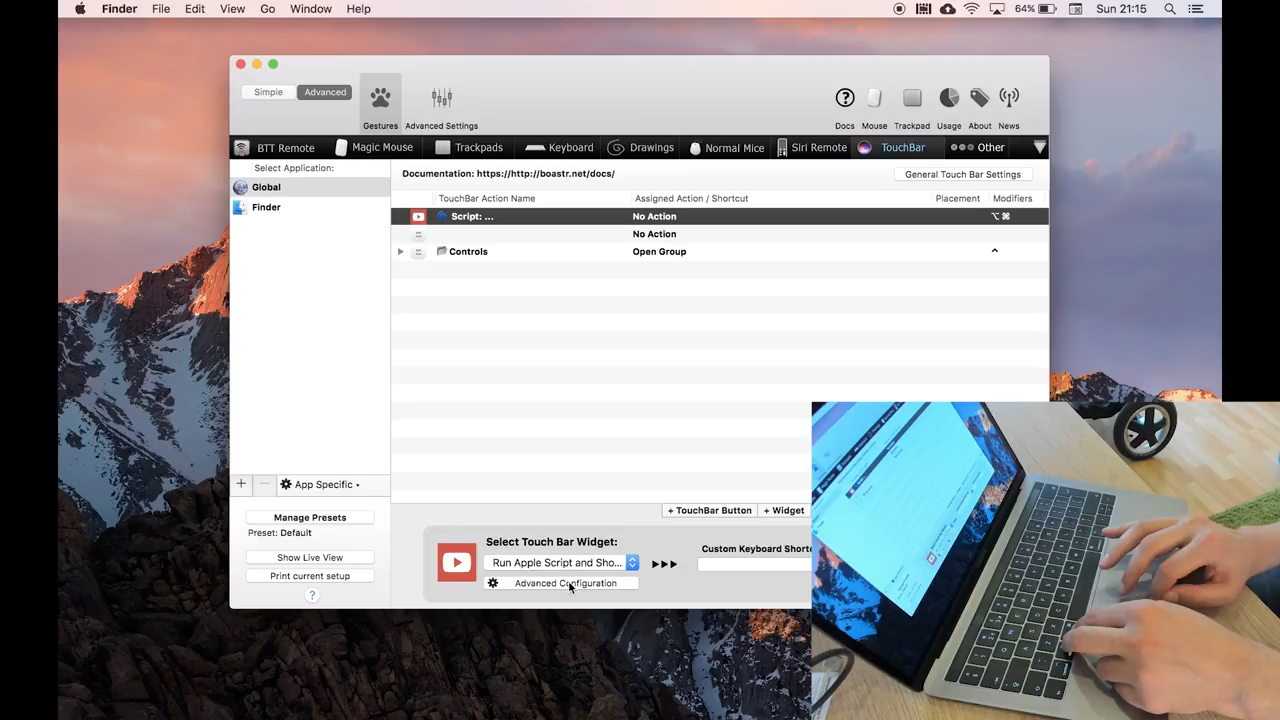 Finder File Edit View Go Window Help 64% Sun 21:15
Simple Advanced
Gestures Advanced Settings Docs Mouse Trackpad Usage About News
BTT Remote Magic Mouse Trackpads Keyboard Drawings Normal Mice Siri Remote TouchBar Other
Select Application:
Global
Finder
Documentation: https://http://boastr.net/docs/ General Touch Bar Settings
TouchBar Action Name Assigned Action / Shortcut Placement Modifiers
Script: ... No Action ⌥⌘
No Action
Controls Open Group ^
+ − App Specific
Manage Presets
Preset: Default
Show Live View
Print current setup
?
+ TouchBar Button + Widget
Select Touch Bar Widget:
Run Apple Script and Sho...
Advanced Configuration
Custom Keyboard Shortc